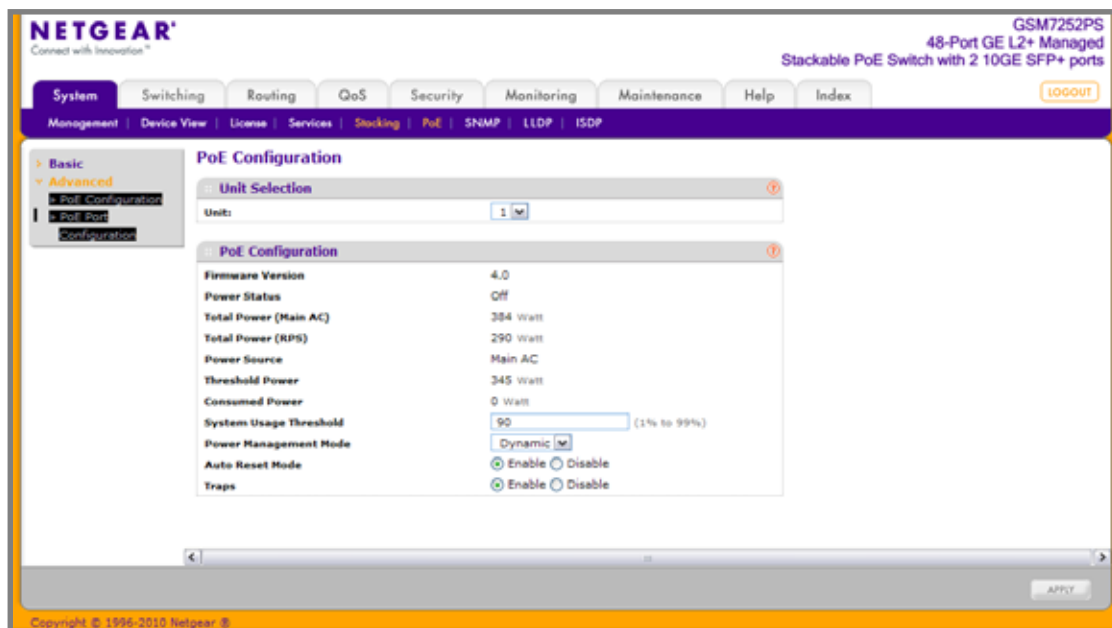 NETGEAR®
Connect with Innovation™
GSM7252PS
48-Port GE L2+ Managed
Stackable PoE Switch with 2 10GE SFP+ ports
System Switching Routing QoS Security Monitoring Maintenance Help Index LOGOUT
Management | Device View | License | Services | Stacking | PoE | SNMP | LLDP | ISDP
Basic
Advanced
» PoE Configuration
» PoE Port
Configuration
PoE Configuration
Unit Selection ?
Unit: 1
PoE Configuration ?
Firmware Version 4.0
Power Status Off
Total Power (Main AC) 384 Watt
Total Power (RPS) 290 Watt
Power Source Main AC
Threshold Power 345 Watt
Consumed Power 0 Watt
System Usage Threshold 90 (1% to 99%)
Power Management Mode Dynamic
Auto Reset Mode Enable Disable
Traps Enable Disable
APPLY
Copyright © 1996-2010 Netgear ®